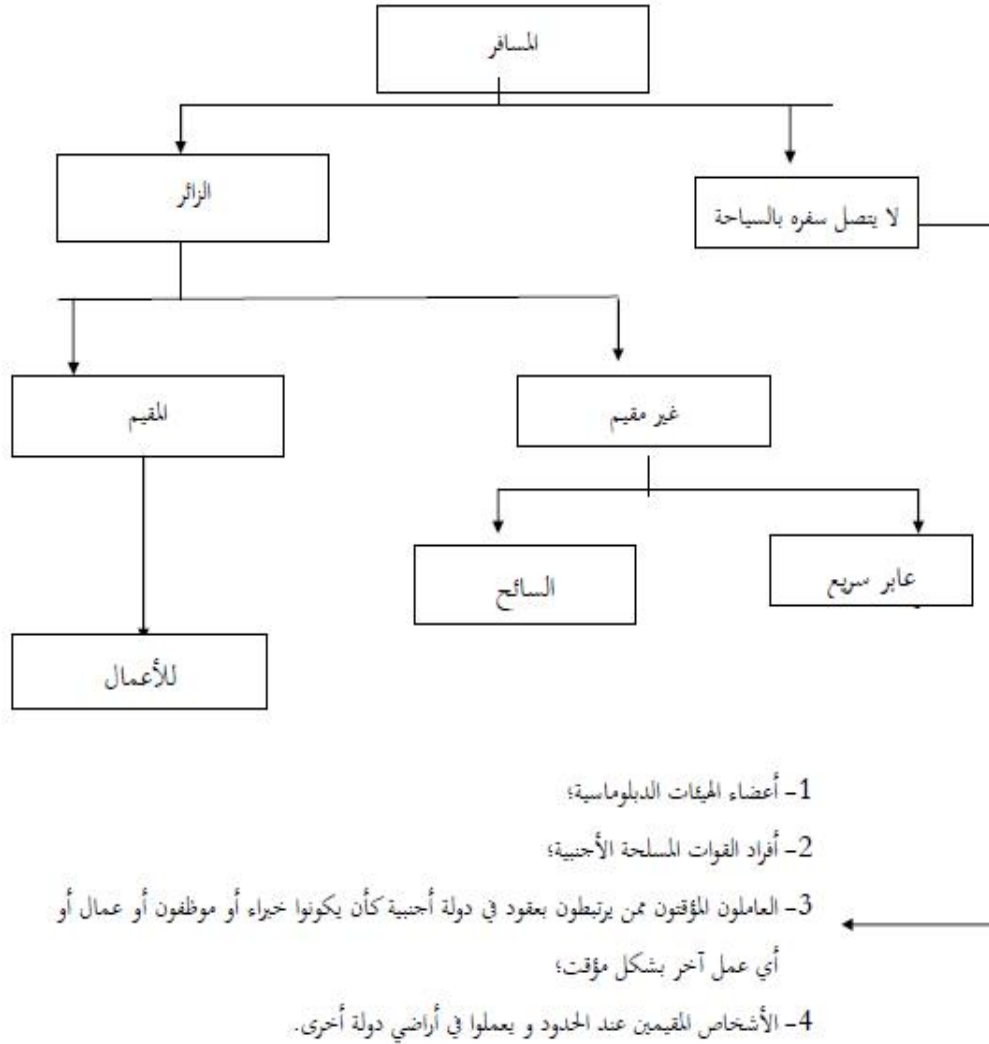 المسافر
الزائر
لا يتصل سفره بالسياحة
المقيم
غير مقيم
السائح
عابر سريع
للأعمال
1- أعضاء الهيئات الدبلوماسية؛
2- أفراد القوات المسلحة الأجنبية؛
3- العاملون المؤقتون ممن يرتبطون بعقود في دولة أجنبية كأن يكونوا خبراء أو موظفون أو عمال أو
أي عمل آخر بشكل مؤقت؛
4- الأشخاص المقيمين عند الحدود و يعملوا في أراضي دولة أخرى.